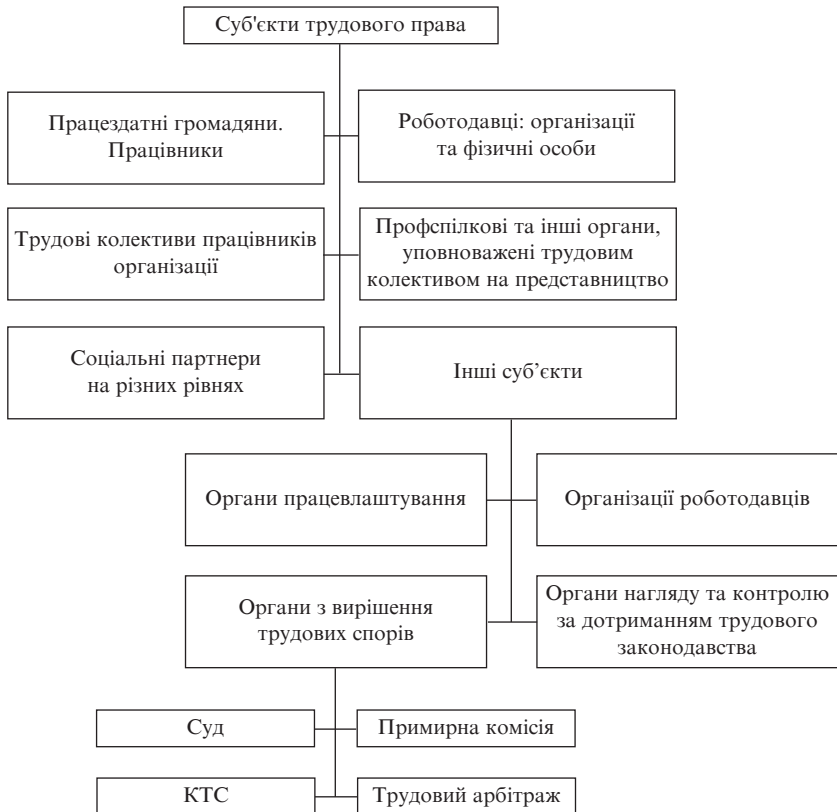 Суб'єкти трудового права
Працездатні громадяни.
Працівники
Роботодавці: організації
та фізичні особи
Трудові колективи працівників
організації
Профспілкові та інші органи,
уповноважені трудовим
колективом на представництво
Соціальні партнери
на різних рівнях
Інші суб’єкти
Органи працевлаштування
Організації роботодавців
Органи з вирішення
трудових спорів
Органи нагляду та контролю
за дотриманням трудового
законодавства
Суд
Примирна комісія
КТС
Трудовий арбітраж